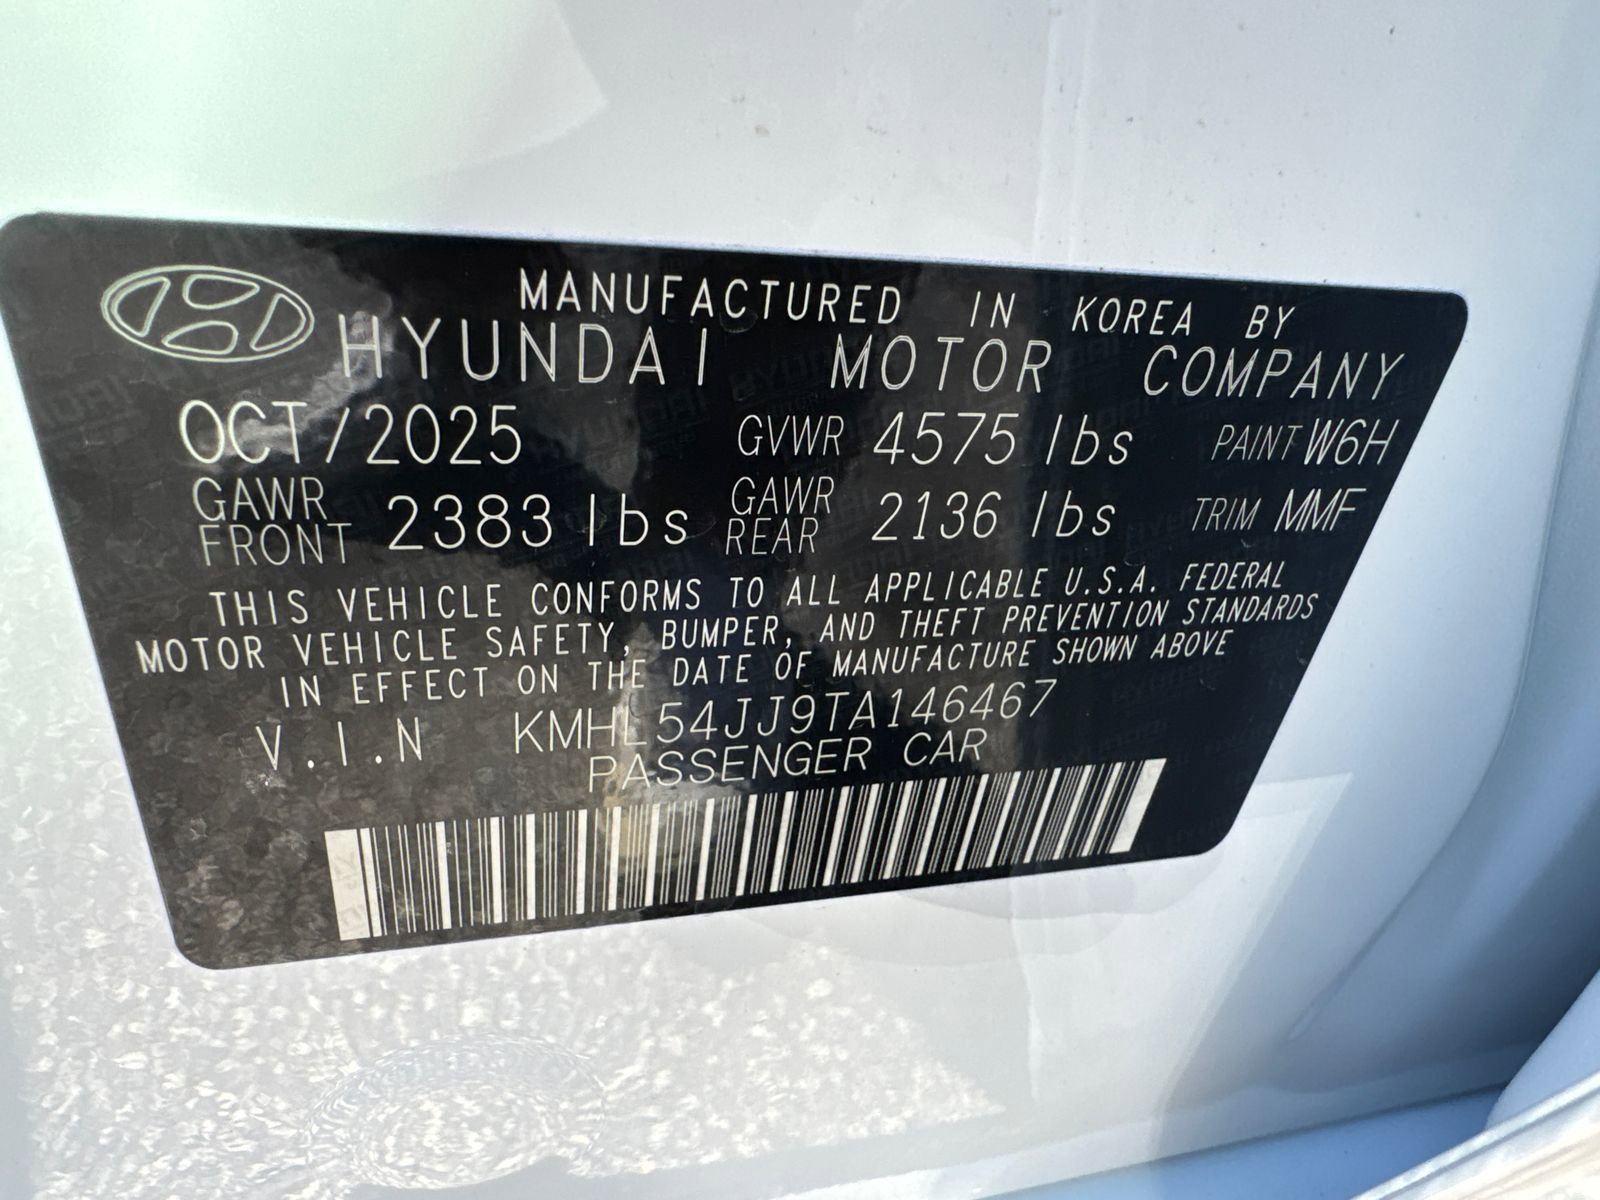 MANUFACTURED IN KOREA BY
HYUNDAI MOTOR COMPANY
OCT/2025 GVWR 4575 lbs PAINT W6H
GAWR FRONT 2383 lbs GAWR REAR 2136 lbs TRIM MMF
THIS VEHICLE CONFORMS TO ALL APPLICABLE U.S.A. FEDERAL
MOTOR VEHICLE SAFETY, BUMPER, AND THEFT PREVENTION STANDARDS
IN EFFECT ON THE DATE OF MANUFACTURE SHOWN ABOVE
V.I.N KMHL54JJ9TA146467
PASSENGER CAR